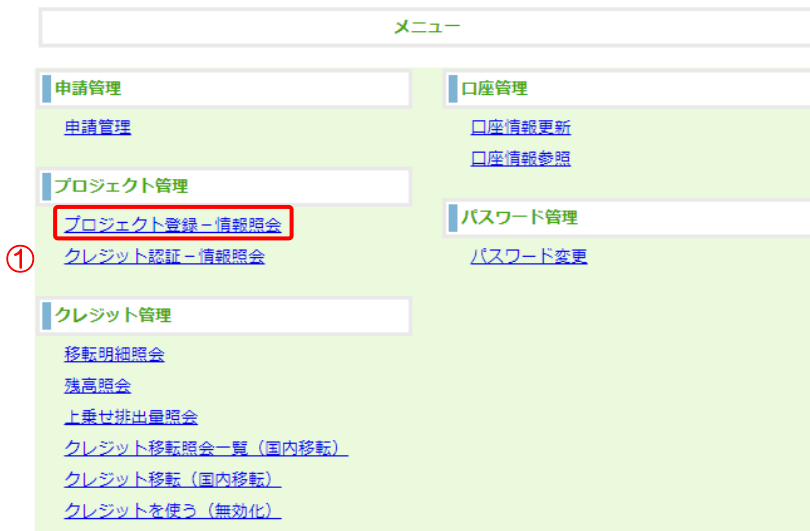 メニュー
申請管理
申請管理
プロジェクト管理
プロジェクト登録－情報照会
①
クレジット認証－情報照会
クレジット管理
移転明細照会
残高照会
上乗せ排出量照会
クレジット移転照会一覧（国内移転）
クレジット移転（国内移転）
クレジットを使う（無効化）
口座管理
口座情報更新
口座情報参照
パスワード管理
パスワード変更